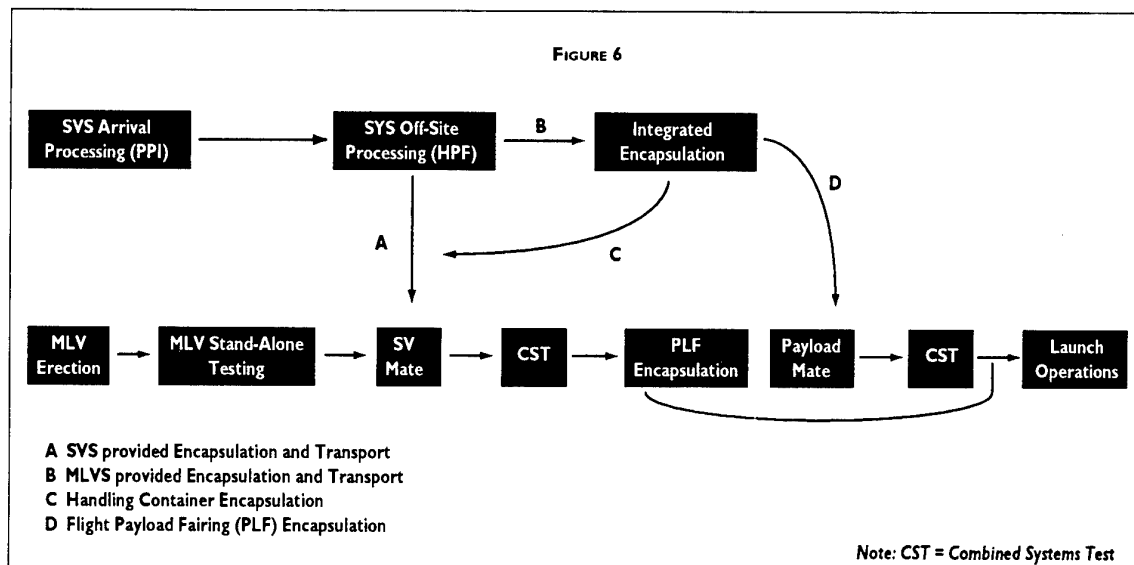 FIGURE 6
SVS Arrival
Processing (PPI)
SYS Off-Site
Processing (HPF)
B
Integrated
Encapsulation
D
A
C
MLV
Erection
MLV Stand-Alone
Testing
SV
Mate
CST
PLF
Encapsulation
Payload
Mate
CST
Launch
Operations
A SVS provided Encapsulation and Transport
B MLVS provided Encapsulation and Transport
C Handling Container Encapsulation
D Flight Payload Fairing (PLF) Encapsulation
Note: CST = Combined Systems Test